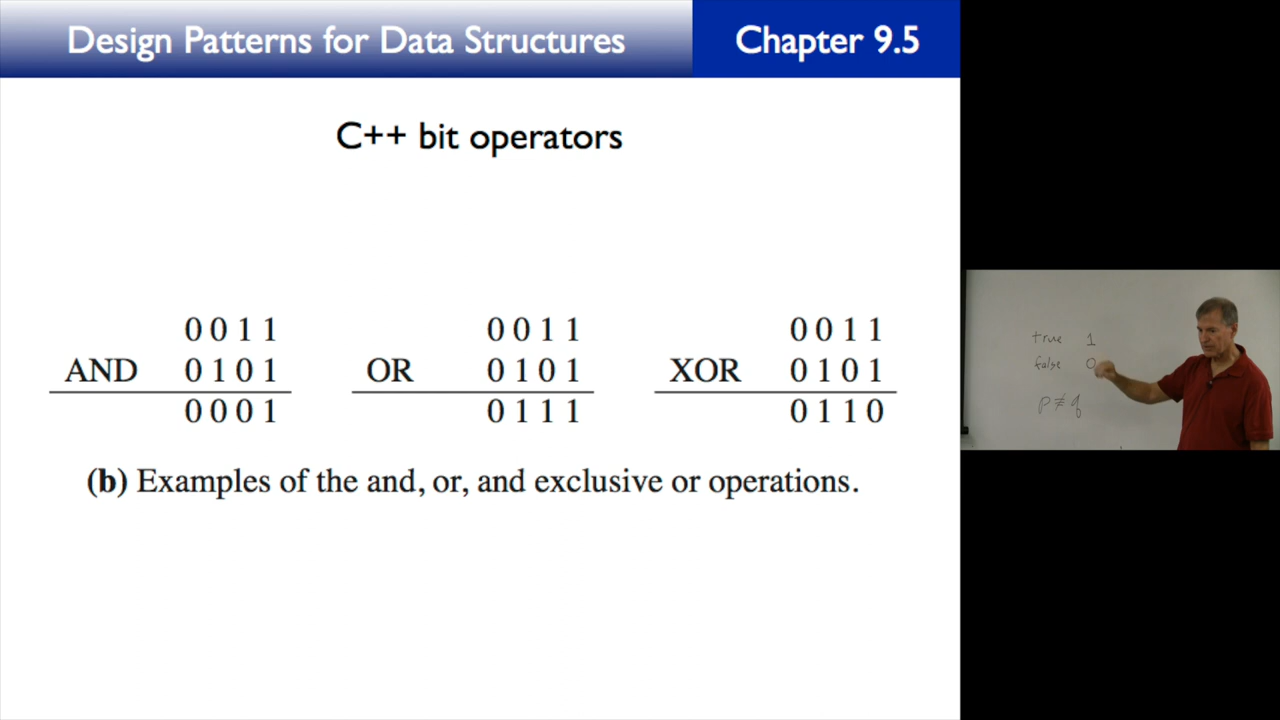 Design Patterns for Data Structures Chapter 9.5
C++ bit operators
0 0 1 1 0 0 1 1 0 0 1 1
AND 0 1 0 1 OR 0 1 0 1 XOR 0 1 0 1
0 0 0 1 0 1 1 1 0 1 1 0
(b) Examples of the and, or, and exclusive or operations.
true 1
false 0
p ≠ q